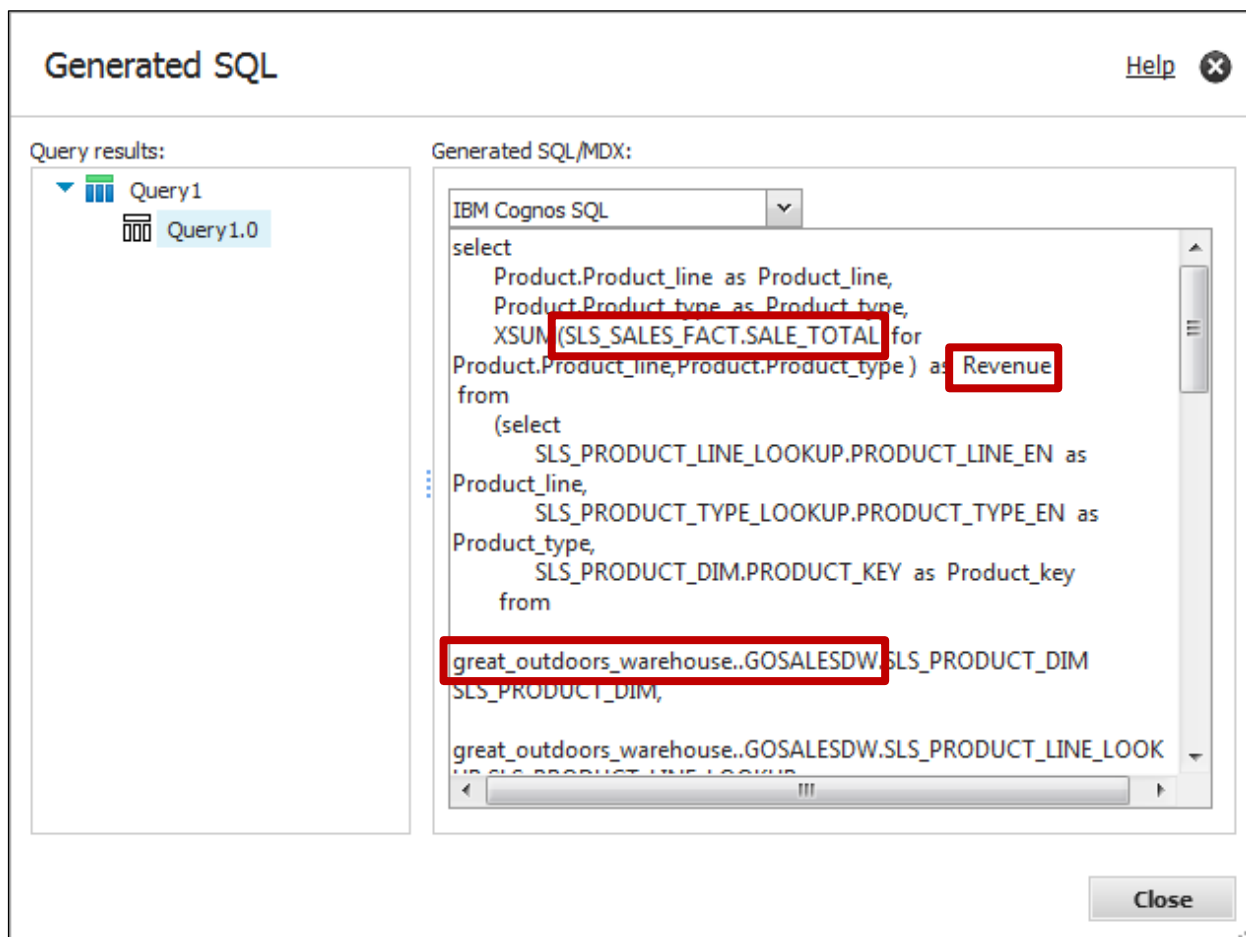 Generated SQL
Help
Query results:
Generated SQL/MDX:
Query1
Query1.0
IBM Cognos SQL
select
Product.Product_line as Product_line,
Product.Product_type as Product_type,
XSUM(SLS_SALES_FACT.SALE_TOTAL for
Product.Product_line,Product.Product_type ) as Revenue
from
(select
SLS_PRODUCT_LINE_LOOKUP.PRODUCT_LINE_EN as
Product_line,
SLS_PRODUCT_TYPE_LOOKUP.PRODUCT_TYPE_EN as
Product_type,
SLS_PRODUCT_DIM.PRODUCT_KEY as Product_key
from
great_outdoors_warehouse..GOSALESDW.SLS_PRODUCT_DIM
SLS_PRODUCT_DIM,
great_outdoors_warehouse..GOSALESDW.SLS_PRODUCT_LINE_LOOK
UP SLS_PRODUCT_LINE_LOOKUP
Close